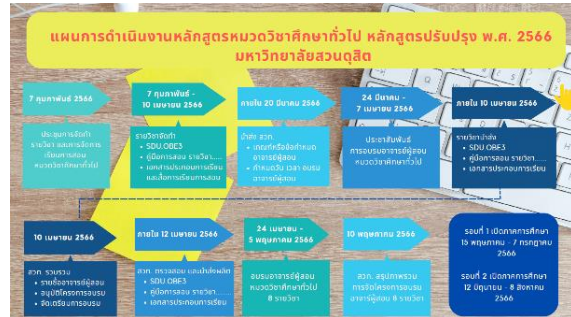 แผนการดำเนินงานหลักสูตรหมวดวิชาศึกษาทั่วไป หลักสูตรปรับปรุง พ.ศ. 2566
มหาวิทยาลัยสวนดุสิต
7 กุมภาพันธ์ 2566
ประชุมการจัดทำ
รายวิชา และการจัดการ
เรียนการสอน
หมวดวิชาศึกษาทั่วไป
7 กุมภาพันธ์ -
10 เมษายน 2566
รายวิชาจัดทำ
• SDU.OBE3
• คู่มือการสอน รายวิชา.....
• เอกสารประกอบการเรียน
และสื่อการเรียนการสอน
ภายใน 20 มีนาคม 2566
นำส่ง สวท.
• เกณฑ์หรือข้อกำหนด
อาจารย์ผู้สอน
• กำหนดวัน เวลา อบรม
อาจารย์ผู้สอน
24 มีนาคม -
7 เมษายน 2566
ประชาสัมพันธ์
การอบรมอาจารย์ผู้สอน
หมวดวิชาศึกษาทั่วไป
ภายใน 10 เมษายน 2566
รายวิชานำส่ง
• SDU.OBE3
• คู่มือการสอน รายวิชา.....
• เอกสารประกอบการเรียน
10 เมษายน 2566
สวท. รวบรวม
• รายชื่ออาจารย์ผู้สอน
• อนุมัติโครงการอบรม
• จัดเตรียมการอบรม
ภายใน 12 เมษายน 2566
สวท. ตรวจสอบ และนำส่งผลิต
• SDU.OBE3
• คู่มือการสอน รายวิชา.....
• เอกสารประกอบการเรียน
24 เมษายน -
5 พฤษภาคม 2566
อบรมอาจารย์ผู้สอน
หมวดวิชาศึกษาทั่วไป
8 รายวิชา
10 พฤษภาคม 2566
สวท. สรุปภาพรวม
การจัดโครงการอบรม
อาจารย์ผู้สอน 8 รายวิชา
รอบที่ 1 เปิดภาคการศึกษา
15 พฤษภาคม - 7 กรกฎาคม
2566
รอบที่ 2 เปิดภาคการศึกษา
12 มิถุนายน - 8 สิงหาคม
2566